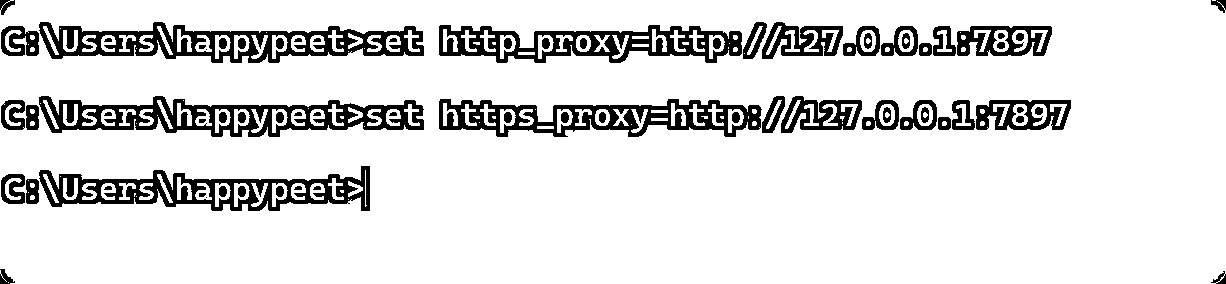 C:\Users\happypeet>set http_proxy=http://127.0.0.1:7897
C:\Users\happypeet>set https_proxy=http://127.0.0.1:7897
C:\Users\happypeet>